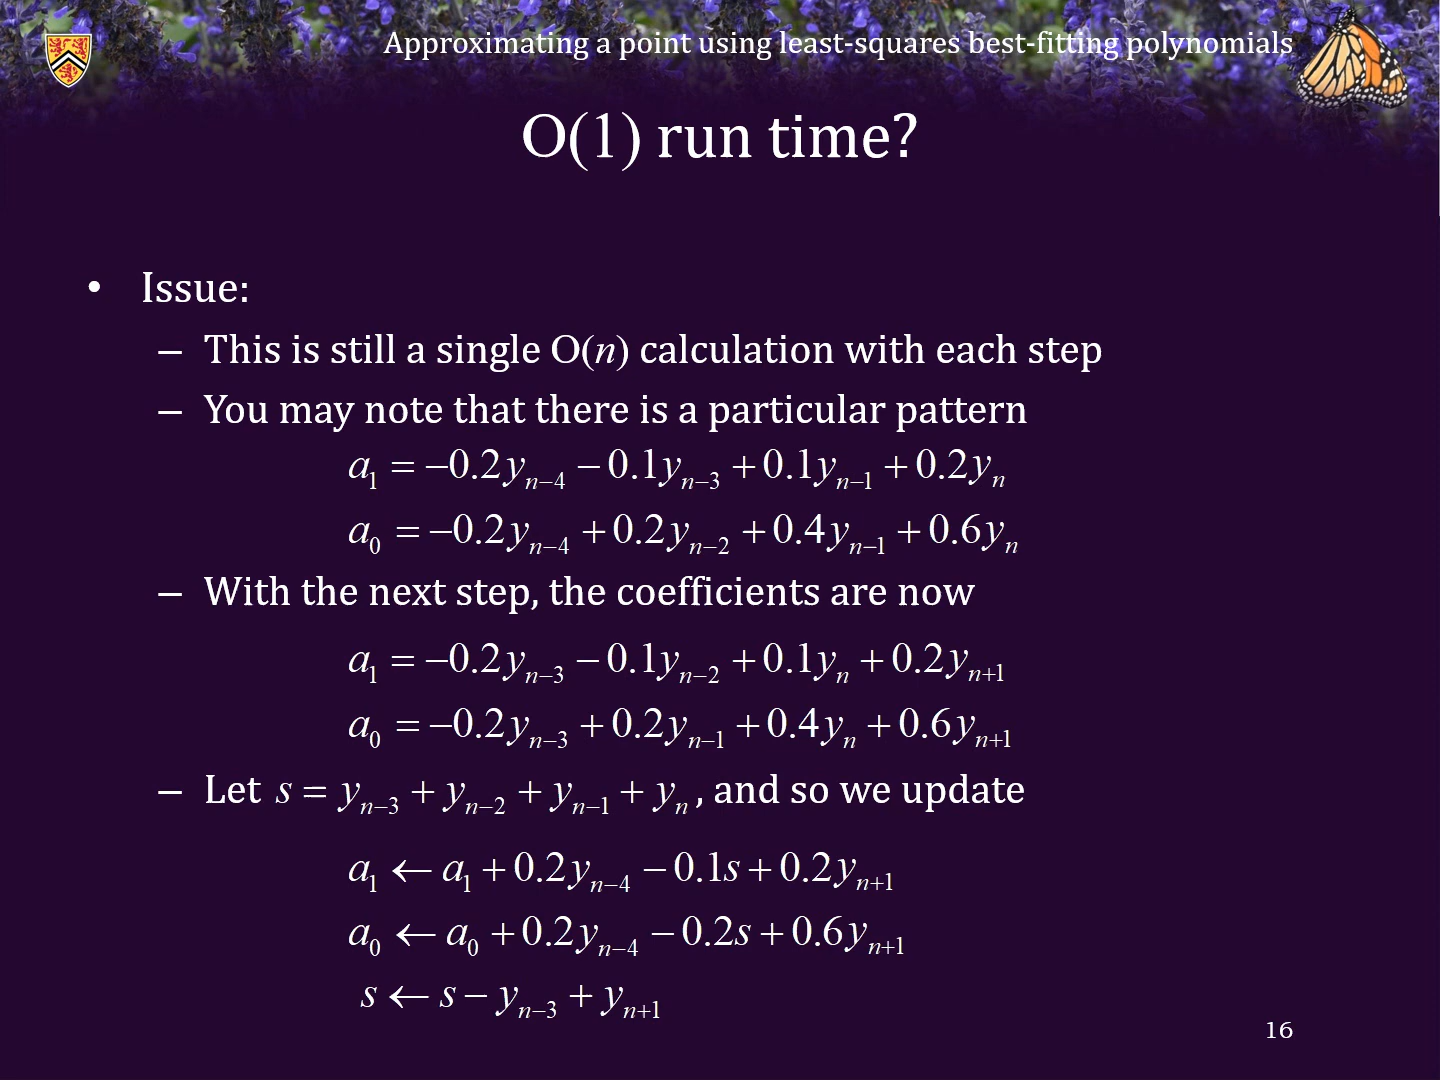 Approximating a point using least-squares best-fitting polynomials
O(1) run time?
• Issue:
– This is still a single O(n) calculation with each step
– You may note that there is a particular pattern
a₁ = −0.2yₙ₋₄ − 0.1yₙ₋₃ + 0.1yₙ₋₁ + 0.2yₙ
a₀ = −0.2yₙ₋₄ + 0.2yₙ₋₂ + 0.4yₙ₋₁ + 0.6yₙ
– With the next step, the coefficients are now
a₁ = −0.2yₙ₋₃ − 0.1yₙ₋₂ + 0.1yₙ + 0.2yₙ₊₁
a₀ = −0.2yₙ₋₃ + 0.2yₙ₋₁ + 0.4yₙ + 0.6yₙ₊₁
– Let s = yₙ₋₃ + yₙ₋₂ + yₙ₋₁ + yₙ , and so we update
a₁ ← a₁ + 0.2yₙ₋₄ − 0.1s + 0.2yₙ₊₁
a₀ ← a₀ + 0.2yₙ₋₄ − 0.2s + 0.6yₙ₊₁
s ← s − yₙ₋₃ + yₙ₊₁
16